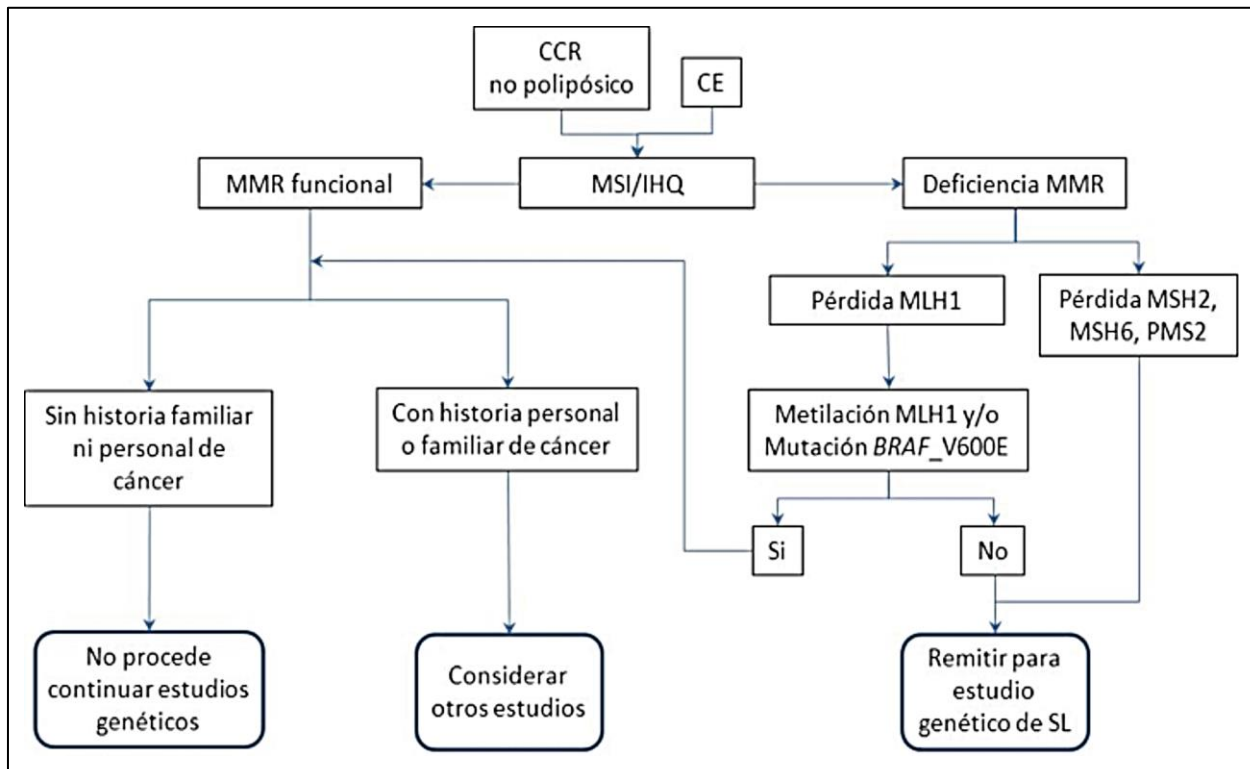 CCR
no polipósico
CE
MMR funcional
MSI/IHQ
Deficiencia MMR
Pérdida MLH1
Pérdida MSH2,
MSH6, PMS2
Sin historia familiar
ni personal de
cáncer
Con historia personal
o familiar de cáncer
Metilación MLH1 y/o
Mutación BRAF_V600E
Si
No
No procede
continuar estudios
genéticos
Considerar
otros estudios
Remitir para
estudio
genético de SL